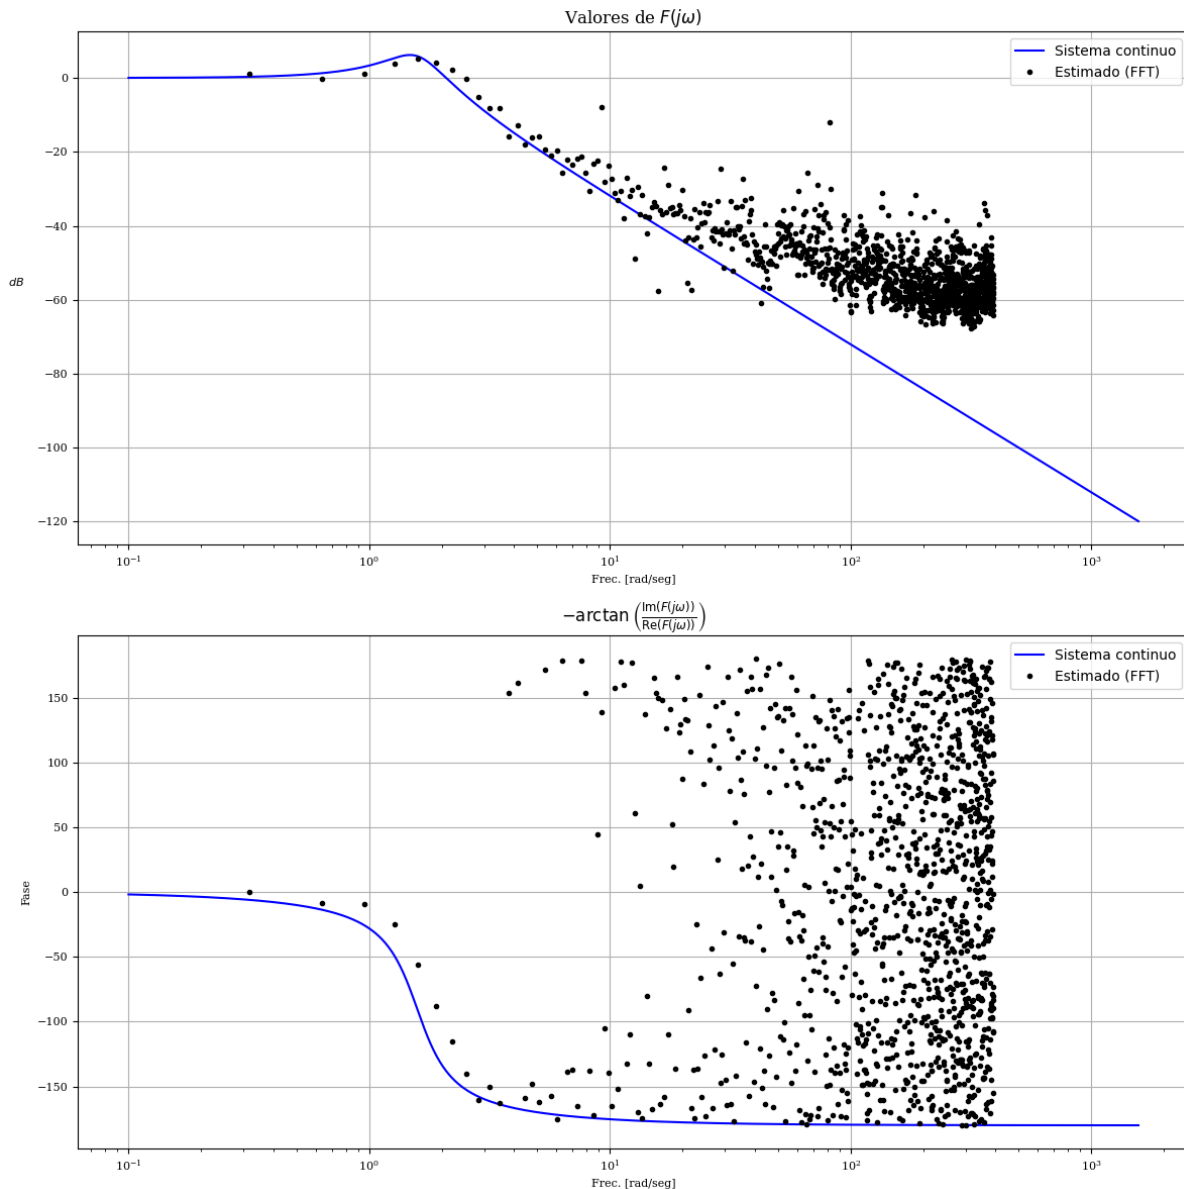 Valores de F(jω)
Sistema continuo
Estimado (FFT)
0
−20
−40
−60
−80
−100
−120
dB
10⁻¹
10⁰
10¹
10²
10³
Frec. [rad/seg]
−arctan (Im(F(jω))/Re(F(jω)))
Sistema continuo
Estimado (FFT)
150
100
50
0
−50
−100
−150
Fase
10⁻¹
10⁰
10¹
10²
10³
Frec. [rad/seg]